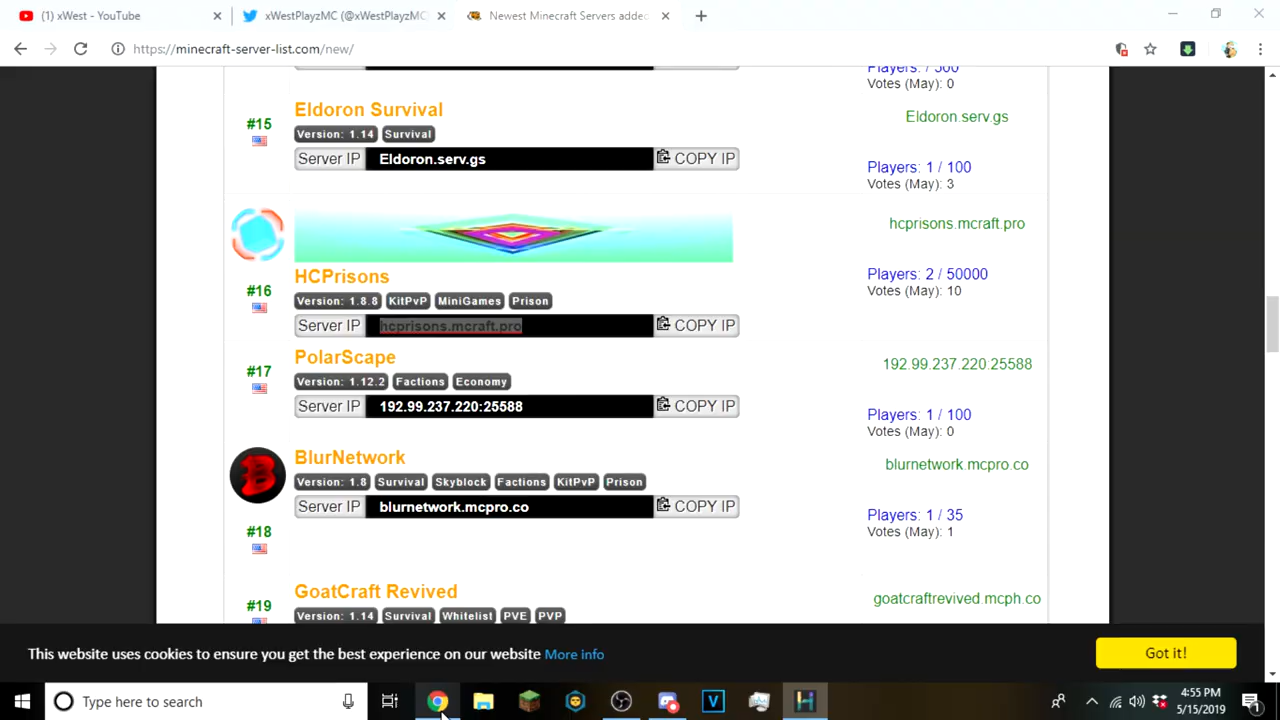 (1) xWest - YouTube
xWestPlayzMC (@xWestPlayzMC)
Newest Minecraft Servers added
https://minecraft-server-list.com/new/
Players: / 500
Votes (May): 0
#15
Eldoron Survival
Version: 1.14 Survival
Server IP Eldoron.serv.gs COPY IP
Eldoron.serv.gs
Players: 1 / 100
Votes (May): 3
#16
HCPrisons
Version: 1.8.8 KitPvP MiniGames Prison
Server IP hcprisons.mcraft.pro COPY IP
hcprisons.mcraft.pro
Players: 2 / 50000
Votes (May): 10
#17
PolarScape
Version: 1.12.2 Factions Economy
Server IP 192.99.237.220:25588 COPY IP
192.99.237.220:25588
Players: 1 / 100
Votes (May): 0
#18
BlurNetwork
Version: 1.8 Survival Skyblock Factions KitPvP Prison
Server IP blurnetwork.mcpro.co COPY IP
blurnetwork.mcpro.co
Players: 1 / 35
Votes (May): 1
#19
GoatCraft Revived
Version: 1.14 Survival Whitelist PVE PVP
goatcraftrevived.mcph.co
This website uses cookies to ensure you get the best experience on our website More info
Got it!
Type here to search
4:55 PM
5/15/2019